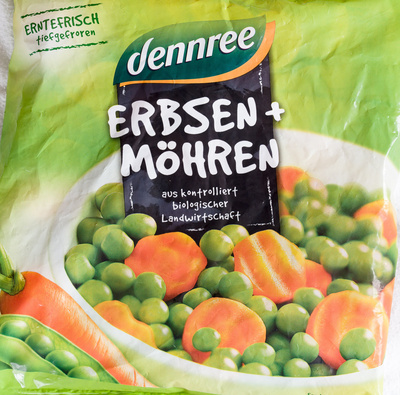 ERNTEFRISCH
tiefgefroren
dennree
ERBSEN +
MÖHREN
aus kontrolliert
biologischer
Landwirtschaft